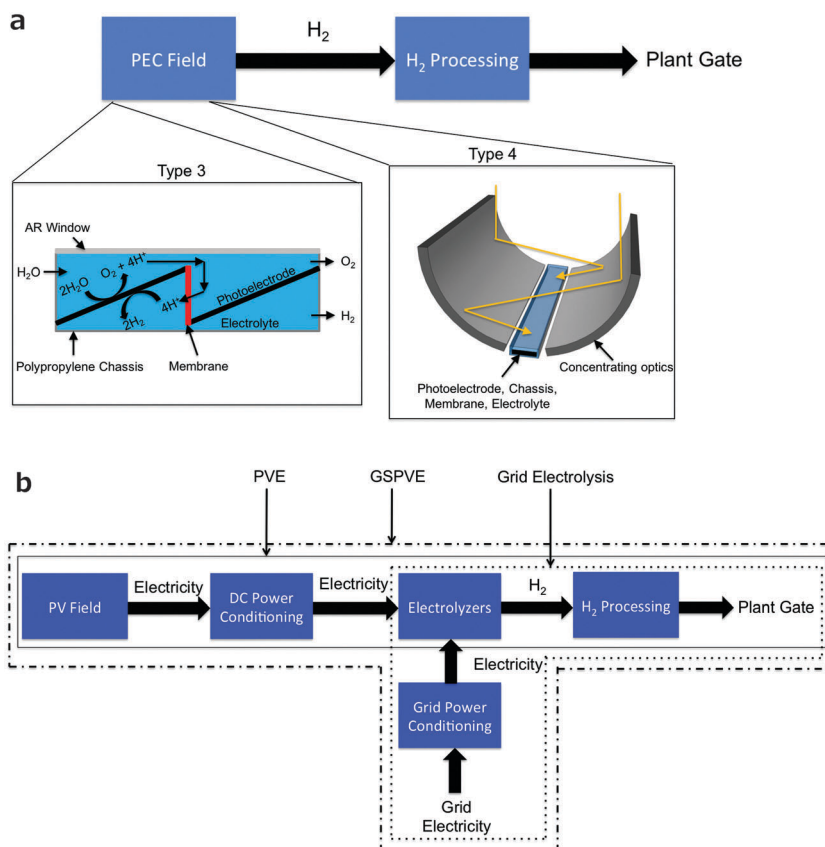 a
PEC Field
H₂
H₂ Processing
Plant Gate
Type 3
AR Window
H₂O
2H₂O
O₂ + 4H⁺
4H⁺
2H₂
Photoelectrode
Electrolyte
O₂
H₂
Polypropylene Chassis
Membrane
Type 4
Concentrating optics
Photoelectrode, Chassis,
Membrane, Electrolyte
b
PVE
GSPVE
Grid Electrolysis
PV Field
Electricity
DC Power
Conditioning
Electricity
Electrolyzers
H₂
H₂ Processing
Plant Gate
Electricity
Grid Power
Conditioning
Grid
Electricity